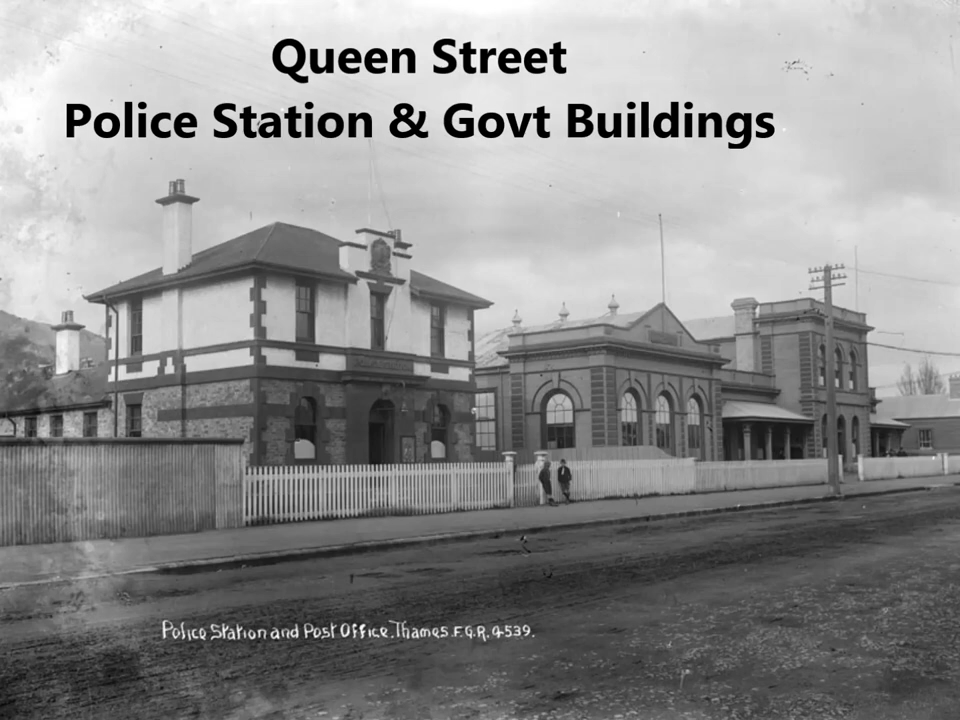 Queen Street
Police Station & Govt Buildings
Police Station and Post Office. Thames. F.G.R. 4539.